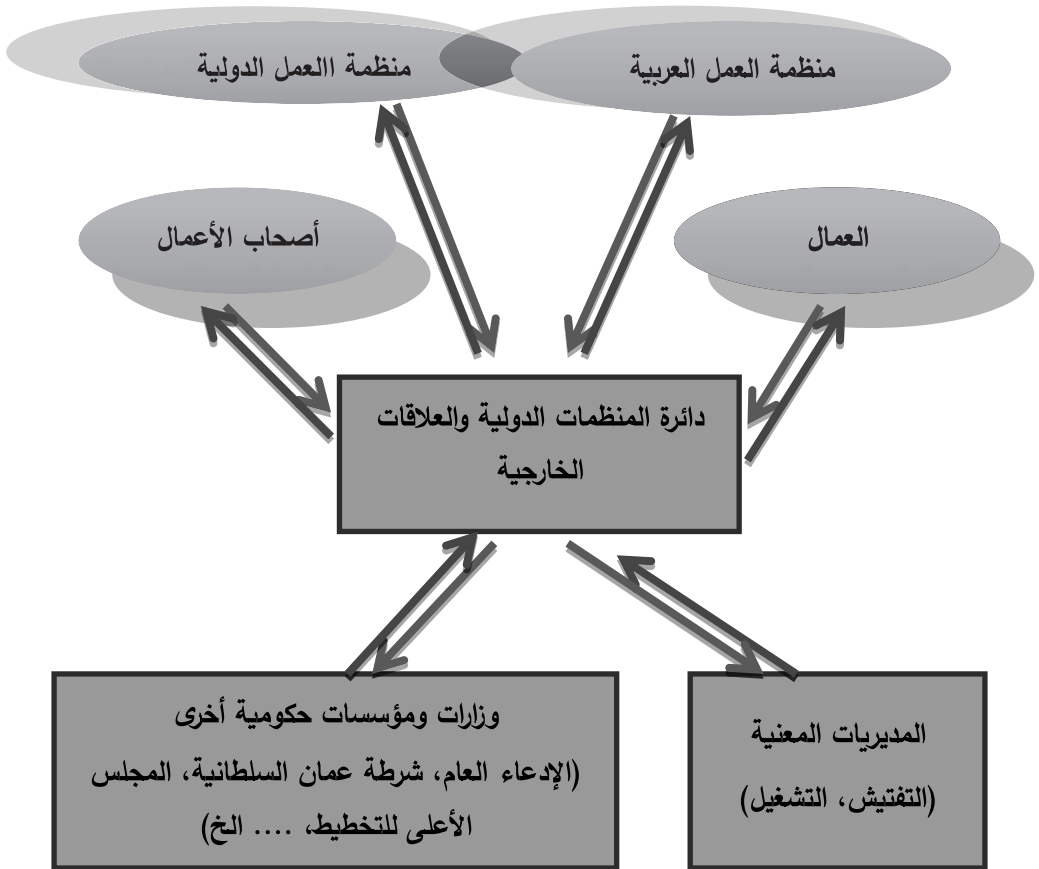 منظمة العمل العربية
منظمة االعمل الدولية
العمال
أصحاب الأعمال
دائرة المنظمات الدولية والعلاقات
الخارجية
المديريات المعنية
(التفتيش، التشغيل)
وزارات ومؤسسات حكومية أخرى
(الإدعاء العام، شرطة عمان السلطانية، المجلس
الأعلى للتخطيط، .... الخ)